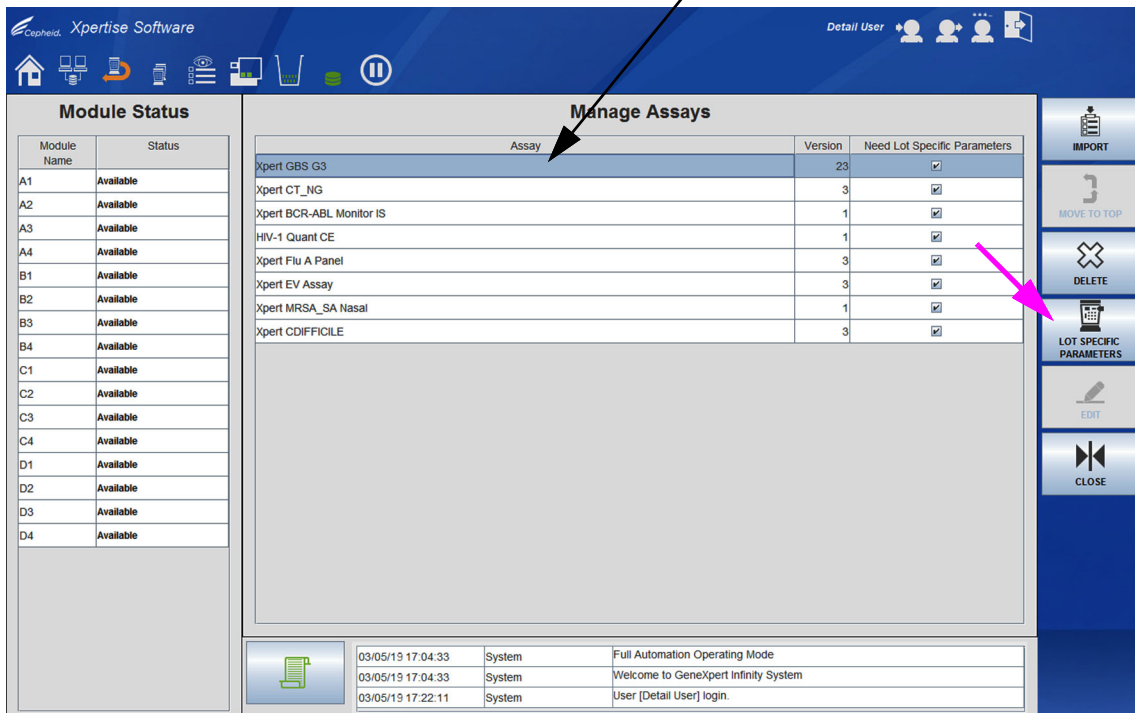 Cepheid. Xpertise Software
Detail User
Module Status
Module Name Status
A1 Available
A2 Available
A3 Available
A4 Available
B1 Available
B2 Available
B3 Available
B4 Available
C1 Available
C2 Available
C3 Available
C4 Available
D1 Available
D2 Available
D3 Available
D4 Available
Manage Assays
Assay Version Need Lot Specific Parameters
Xpert GBS G3 23
Xpert CT_NG 3
Xpert BCR-ABL Monitor IS 1
HIV-1 Quant CE 1
Xpert Flu A Panel 3
Xpert EV Assay 3
Xpert MRSA_SA Nasal 1
Xpert CDIFFICILE 3
03/05/19 17:04:33 System Full Automation Operating Mode
03/05/19 17:04:33 System Welcome to GeneXpert Infinity System
03/05/19 17:22:11 System User [Detail User] login.
IMPORT
MOVE TO TOP
DELETE
LOT SPECIFIC
PARAMETERS
EDIT
CLOSE